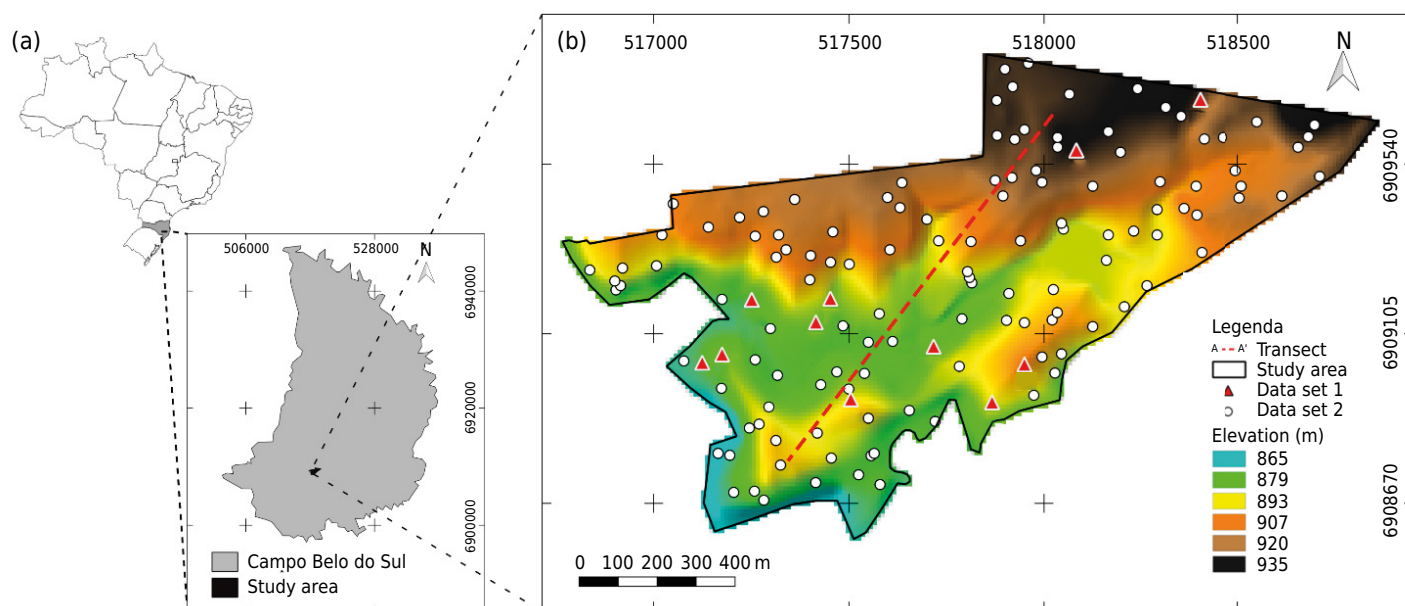 (a)
506000
528000
N
6940000
6920000
6900000
Campo Belo do Sul
Study area
(b)
517000
517500
518000
518500
N
6909540
6909105
6908670
Legenda
A A' Transect
Study area
Data set 1
Data set 2
Elevation (m)
865
879
893
907
920
935
0 100 200 300 400 m